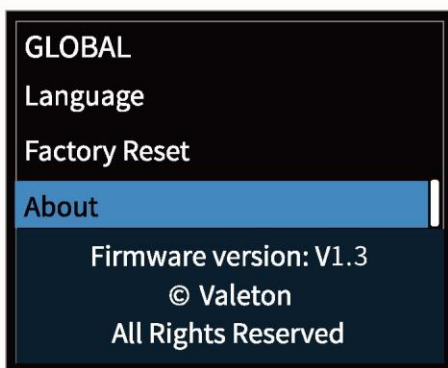 GLOBAL
Language
Factory Reset
About
Firmware version: V1.3
© Valeton
All Rights Reserved